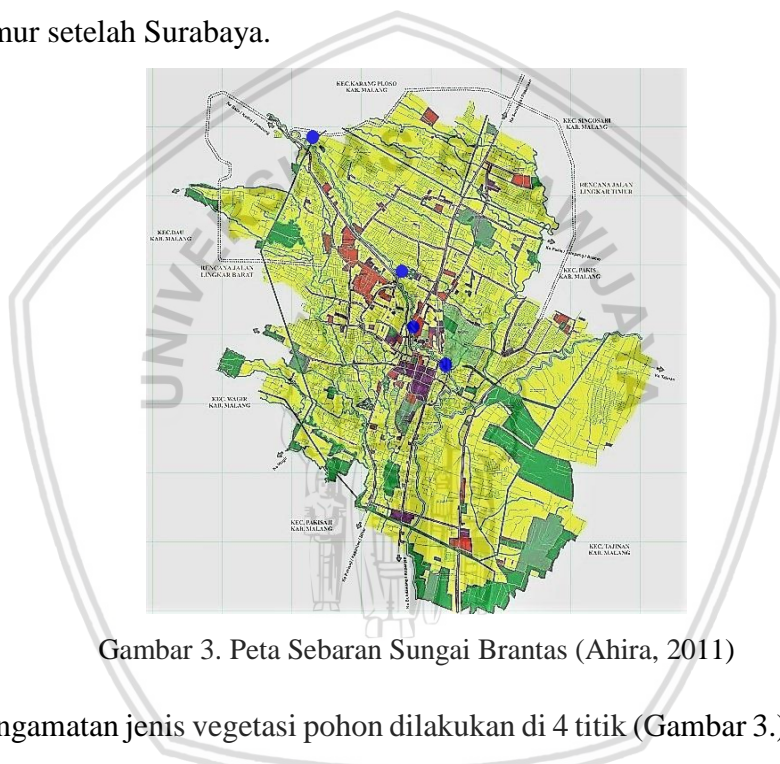 mur setelah Surabaya.
KEC.KARANG PLOSO
KAB. MALANG
KEC. SINGOSARI
KAB. MALANG
RENCANA JALAN
LINGKAR TIMUR
KEC.DAU
KAB. MALANG
RENCANA JALAN
LINGKAR BARAT
KEC. PAKIS
KAB. MALANG
KEC. WAGIR
KAB. MALANG
KEC. PAKISAJI
KAB. MALANG
KEC. TAJINAN
KAB. MALANG
UNIVERSITAS BRAWIJAYA
Gambar 3. Peta Sebaran Sungai Brantas (Ahira, 2011)
ngamatan jenis vegetasi pohon dilakukan di 4 titik (Gambar 3.)